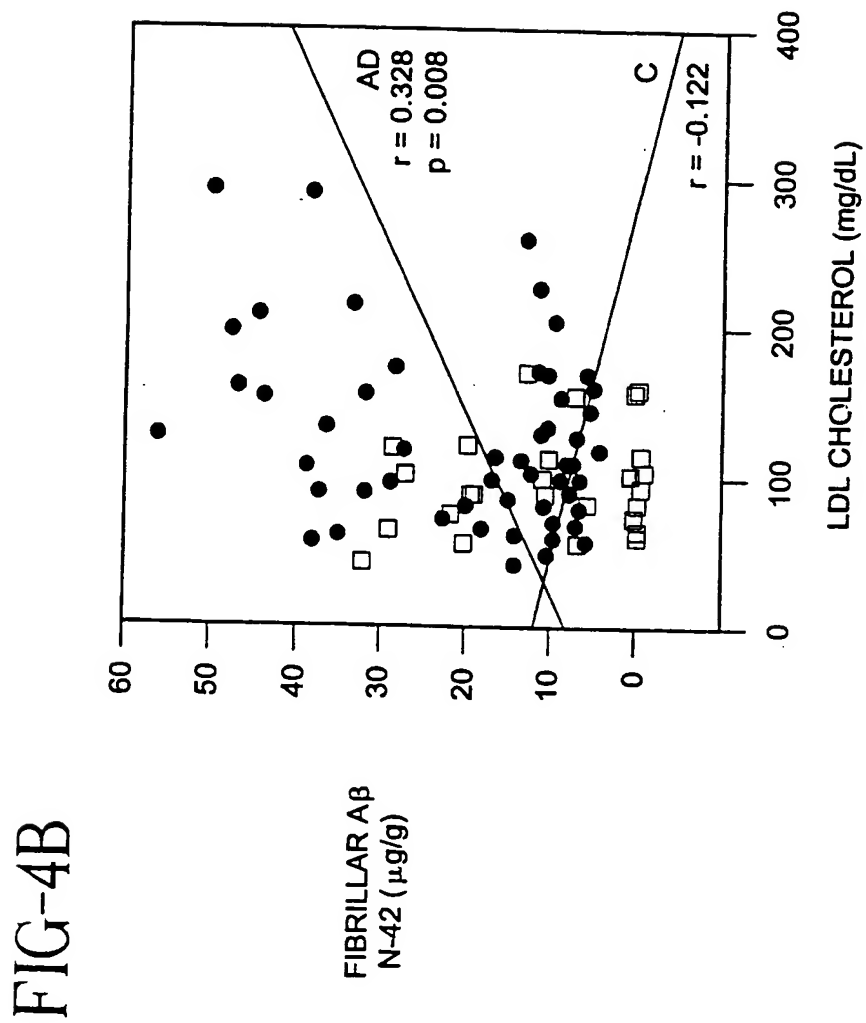 FIG-4B
FIBRILLAR Aβ
N-42 (μg/g)
60
50
40
30
20
10
0
AD
r = 0.328
p = 0.008
C
r = -0.122
0
100
200
300
400
LDL CHOLESTEROL (mg/dL)